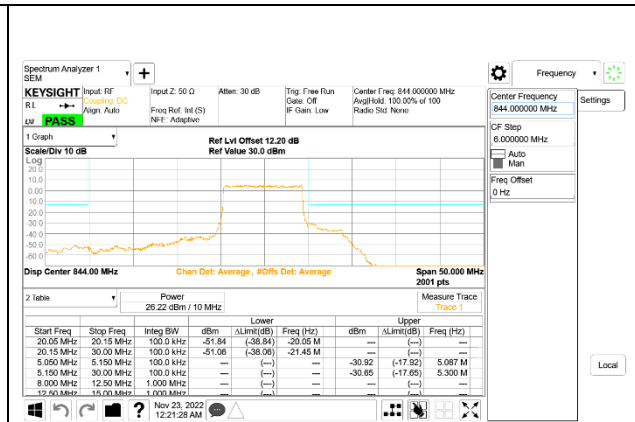 Spectrum Analyzer 1
SEM
Frequency
KEYSIGHT
Input: RF
Coupling: DC
Align: Auto
Input Z: 50 Ω
Freq Ref: Int (S)
NFE: Adaptive
Atten: 30 dB
Trig: Free Run
Gate: Off
IF Gain: Low
Center Freq: 844.000000 MHz
Avg|Hold: 100.00% of 100
Radio Std: None
R L
PASS
Center Frequency
844.000000 MHz
Settings
CF Step
6.000000 MHz
Auto
Man
Freq Offset
0 Hz
1 Graph
Scale/Div 10 dB
Ref Lvl Offset 12.20 dB
Ref Value 30.0 dBm
Log
20.0
10.0
0.00
-10.0
-20.0
-30.0
-40.0
-50.0
-60.0
Disp Center 844.00 MHz
Chan Det: Average , #Offs Det: Average
Span 50.000 MHz
2001 pts
2 Table
Power
26.22 dBm / 10 MHz
Measure Trace
Trace 1
Lower Upper
Start Freq Stop Freq Integ BW dBm ΔLimit(dB) Freq (Hz) dBm ΔLimit(dB) Freq (Hz)
20.05 MHz 20.15 MHz 100.0 kHz -51.84 (-38.84) -20.05 M --- (---)
20.15 MHz 30.00 MHz 100.0 kHz -51.06 (-38.06) -21.45 M --- (---)
5.050 MHz 5.150 MHz 100.0 kHz --- (---) -30.92 (-17.92) 5.087 M
5.150 MHz 30.00 MHz 100.0 kHz --- (---) -30.65 (-17.65) 5.300 M
8.000 MHz 12.50 MHz 1.000 MHz --- (---) --- (---)
12.50 MHz 15.00 MHz 1.000 MHz --- (---) --- (---)
Local
Nov 23, 2022
12:21:28 AM